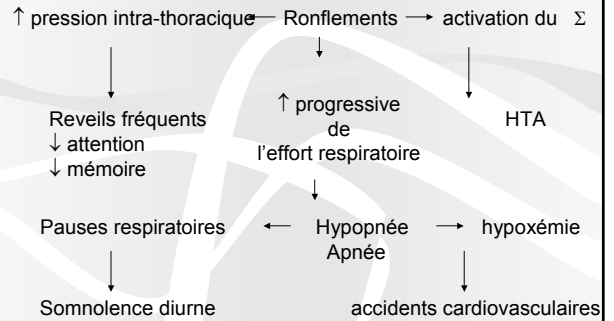 ↑ pression intra-thoracique ← Ronflements → activation du Σ
↓ ↓ ↓
Reveils fréquents
↓ attention
↓ mémoire
↑ progressive
de
l'effort respiratoire
HTA
↓
Pauses respiratoires ← Hypopnée → hypoxémie
Apnée
↓ ↓
Somnolence diurne
accidents cardiovasculaires